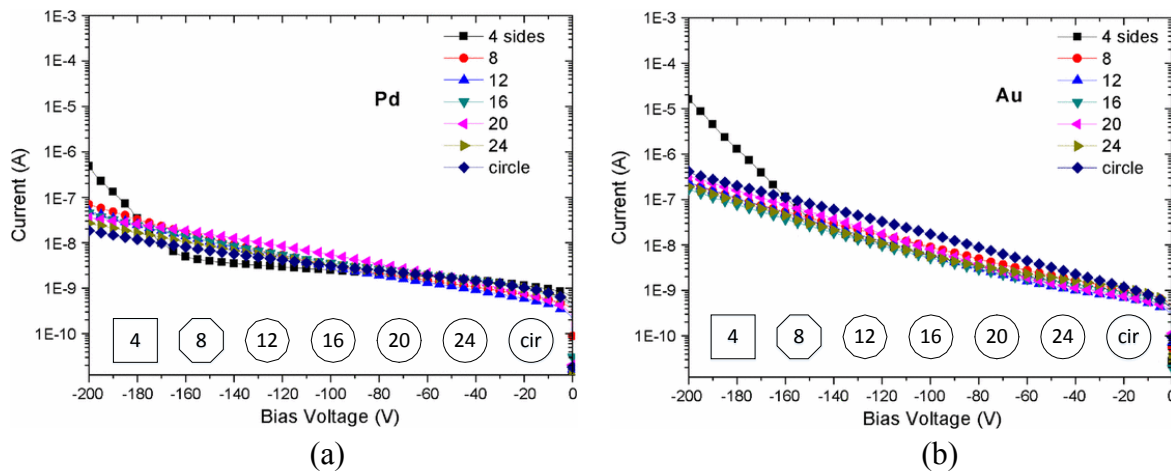 1E-3
1E-4
1E-5
1E-6
1E-7
1E-8
1E-9
1E-10
Current (A)
Pd
4 sides
8
12
16
20
24
circle
4 8 12 16 20 24 cir
-200 -180 -160 -140 -120 -100 -80 -60 -40 -20 0
Bias Voltage (V)
(a)
1E-3
1E-4
1E-5
1E-6
1E-7
1E-8
1E-9
1E-10
Current (A)
Au
4 sides
8
12
16
20
24
circle
4 8 12 16 20 24 cir
-200 -180 -160 -140 -120 -100 -80 -60 -40 -20 0
Bias Voltage (V)
(b)